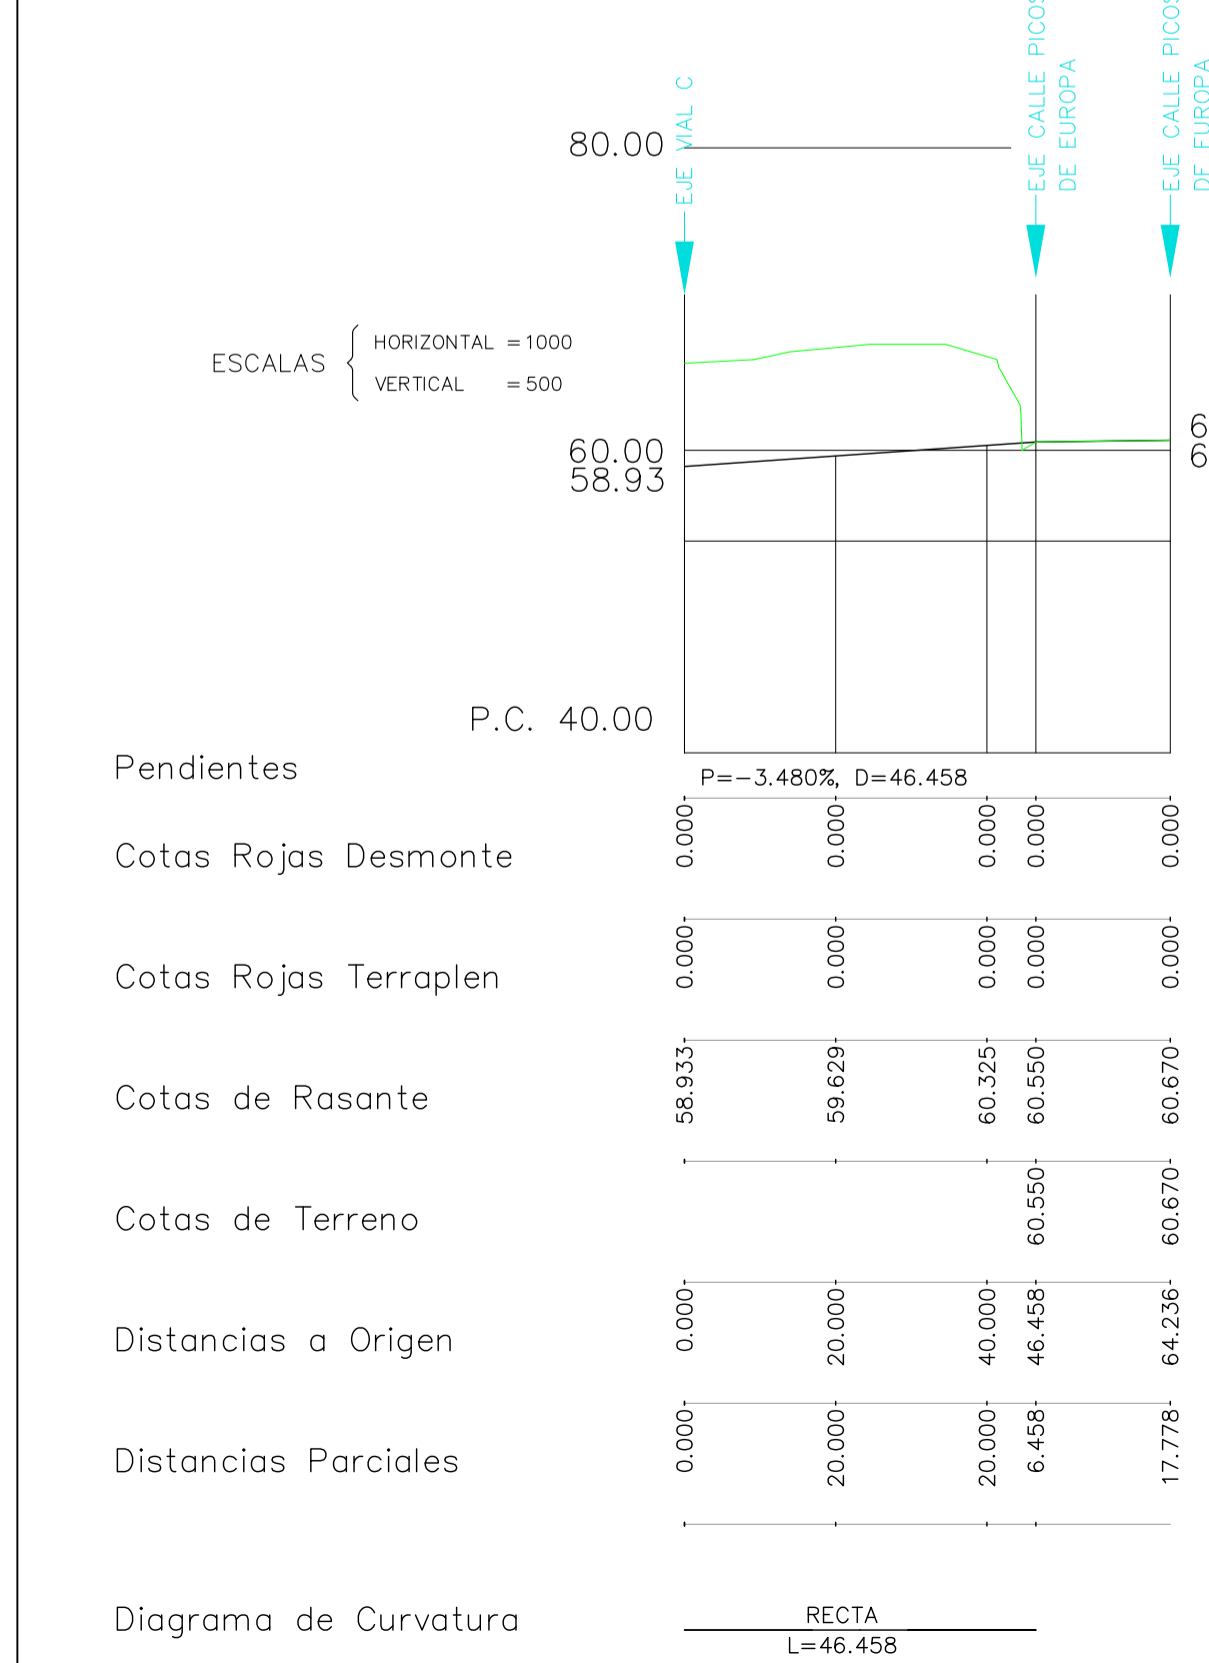 EJE VIAL C
EJE CALLE PICOS
DE EUROPA
EJE CALLE PICOS
DE EUROPA
80.00
ESCALAS
HORIZONTAL = 1000
VERTICAL = 500
60.00
58.93
6
6
P.C. 40.00
Pendientes
P=-3.480%, D=46.458
Cotas Rojas Desmonte
0.000 0.000 0.000 0.000 0.000
Cotas Rojas Terraplen
0.000 0.000 0.000 0.000 0.000
Cotas de Rasante
58.933 59.629 60.325 60.550 60.670
Cotas de Terreno
60.550 60.670
Distancias a Origen
0.000 20.000 40.000 46.458 64.236
Distancias Parciales
0.000 20.000 20.000 6.458 17.778
Diagrama de Curvatura
RECTA
L=46.458